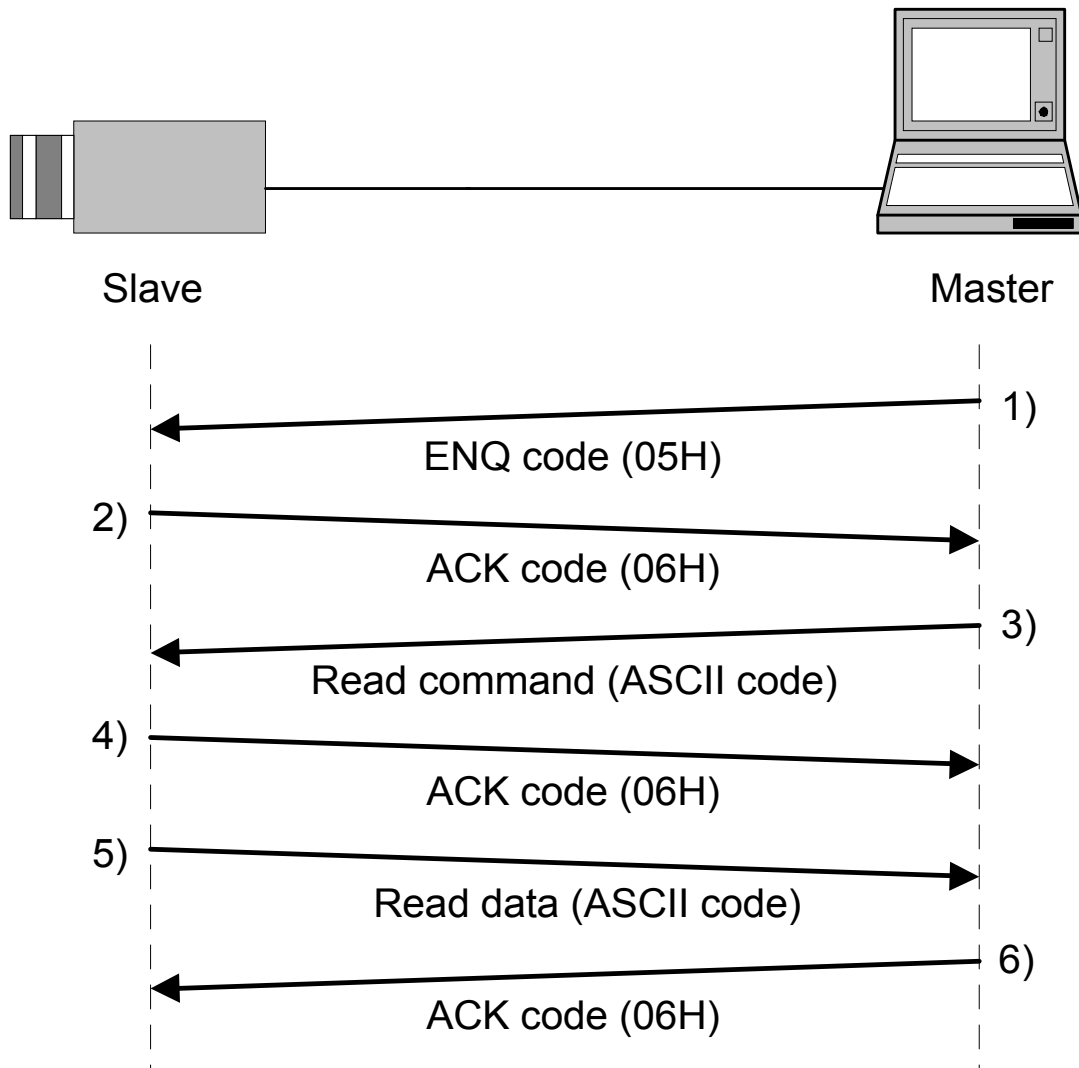 Slave
Master
1)
ENQ code (05H)
2)
ACK code (06H)
3)
Read command (ASCII code)
4)
ACK code (06H)
5)
Read data (ASCII code)
6)
ACK code (06H)